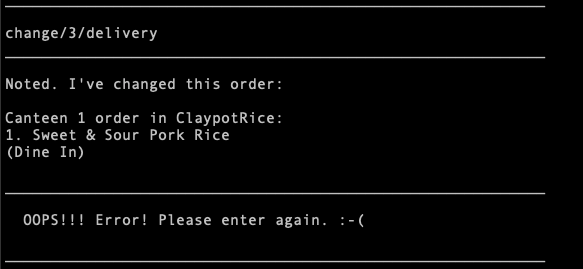 change/3/delivery
Noted. I've changed this order:
Canteen 1 order in ClaypotRice:
1. Sweet & Sour Pork Rice
(Dine In)
OOPS!!! Error! Please enter again. :-(